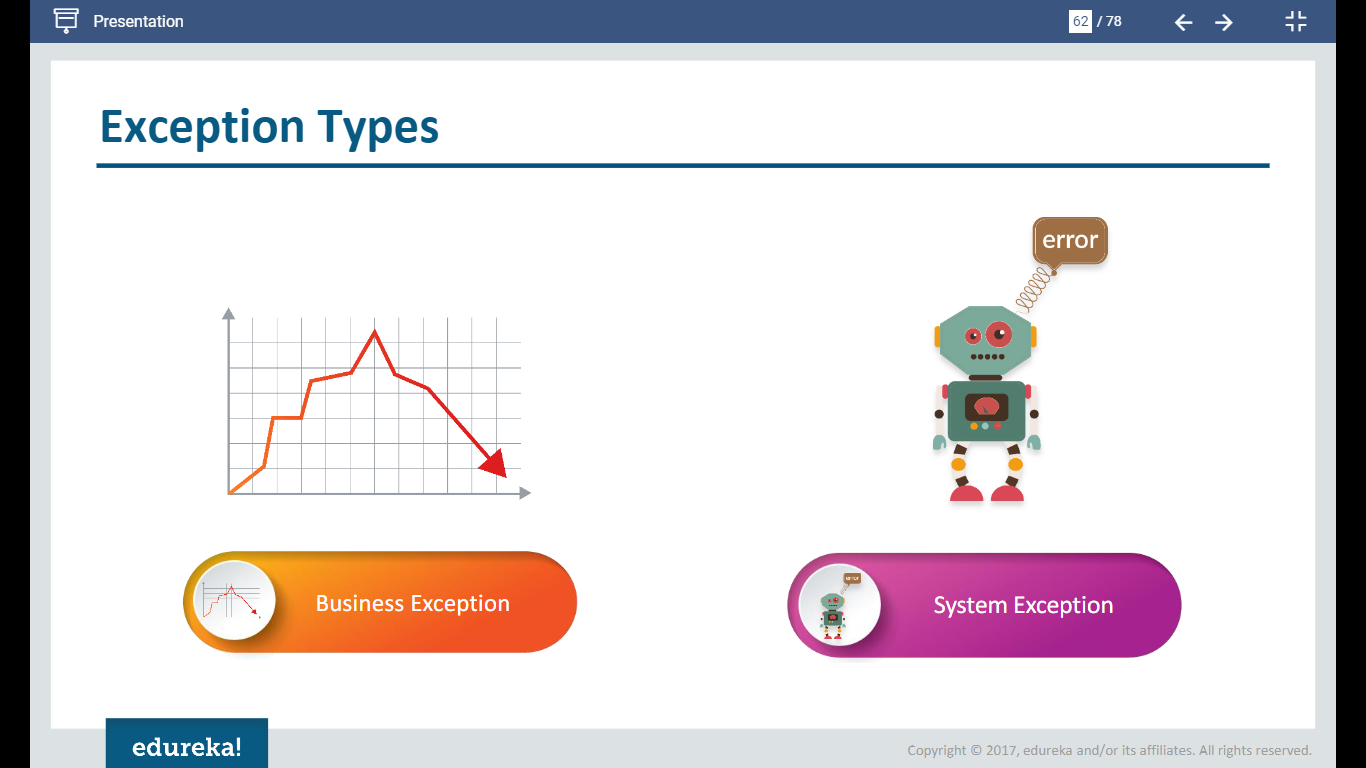 Presentation
62 / 78
Exception Types
error
Business Exception
error
System Exception
edureka!
Copyright © 2017, edureka and/or its affiliates. All rights reserved.